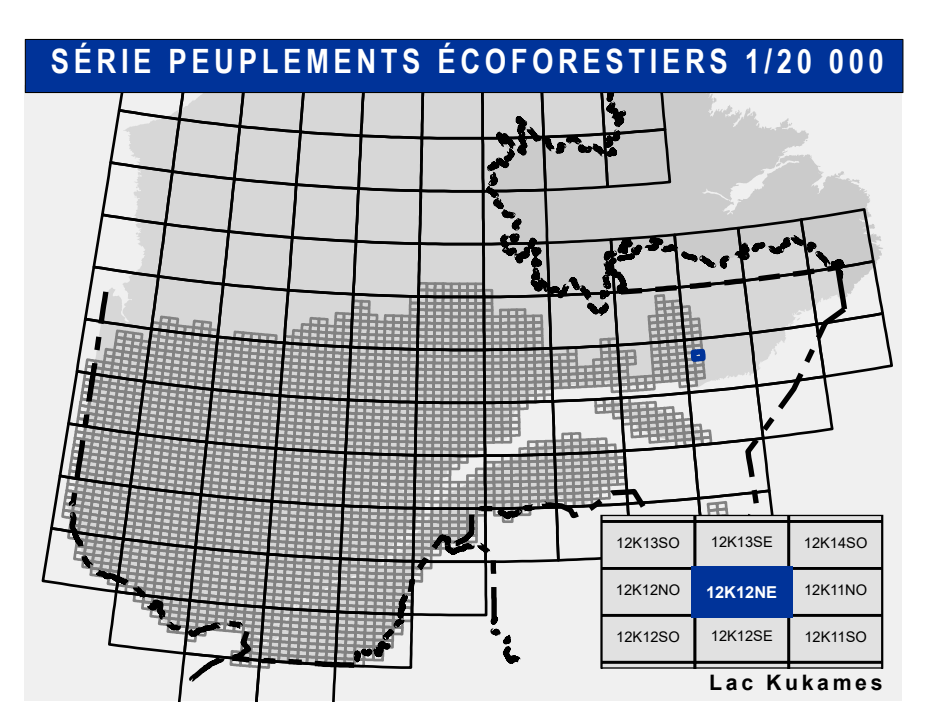 SÉRIE PEUPLEMENTS ÉCOFORESTIERS 1/20 000
12K13SO 12K13SE 12K14SO
12K12NO 12K12NE 12K11NO
12K12SO 12K12SE 12K11SO
Lac Kukames